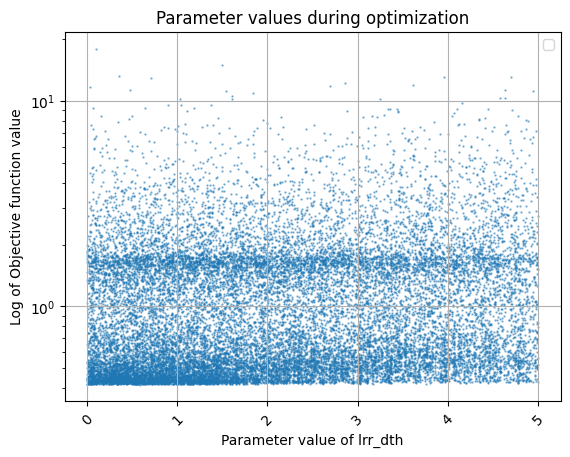 Parameter values during optimization
Log of Objective function value
10¹
10⁰
0 1 2 3 4 5
Parameter value of lrr_dth